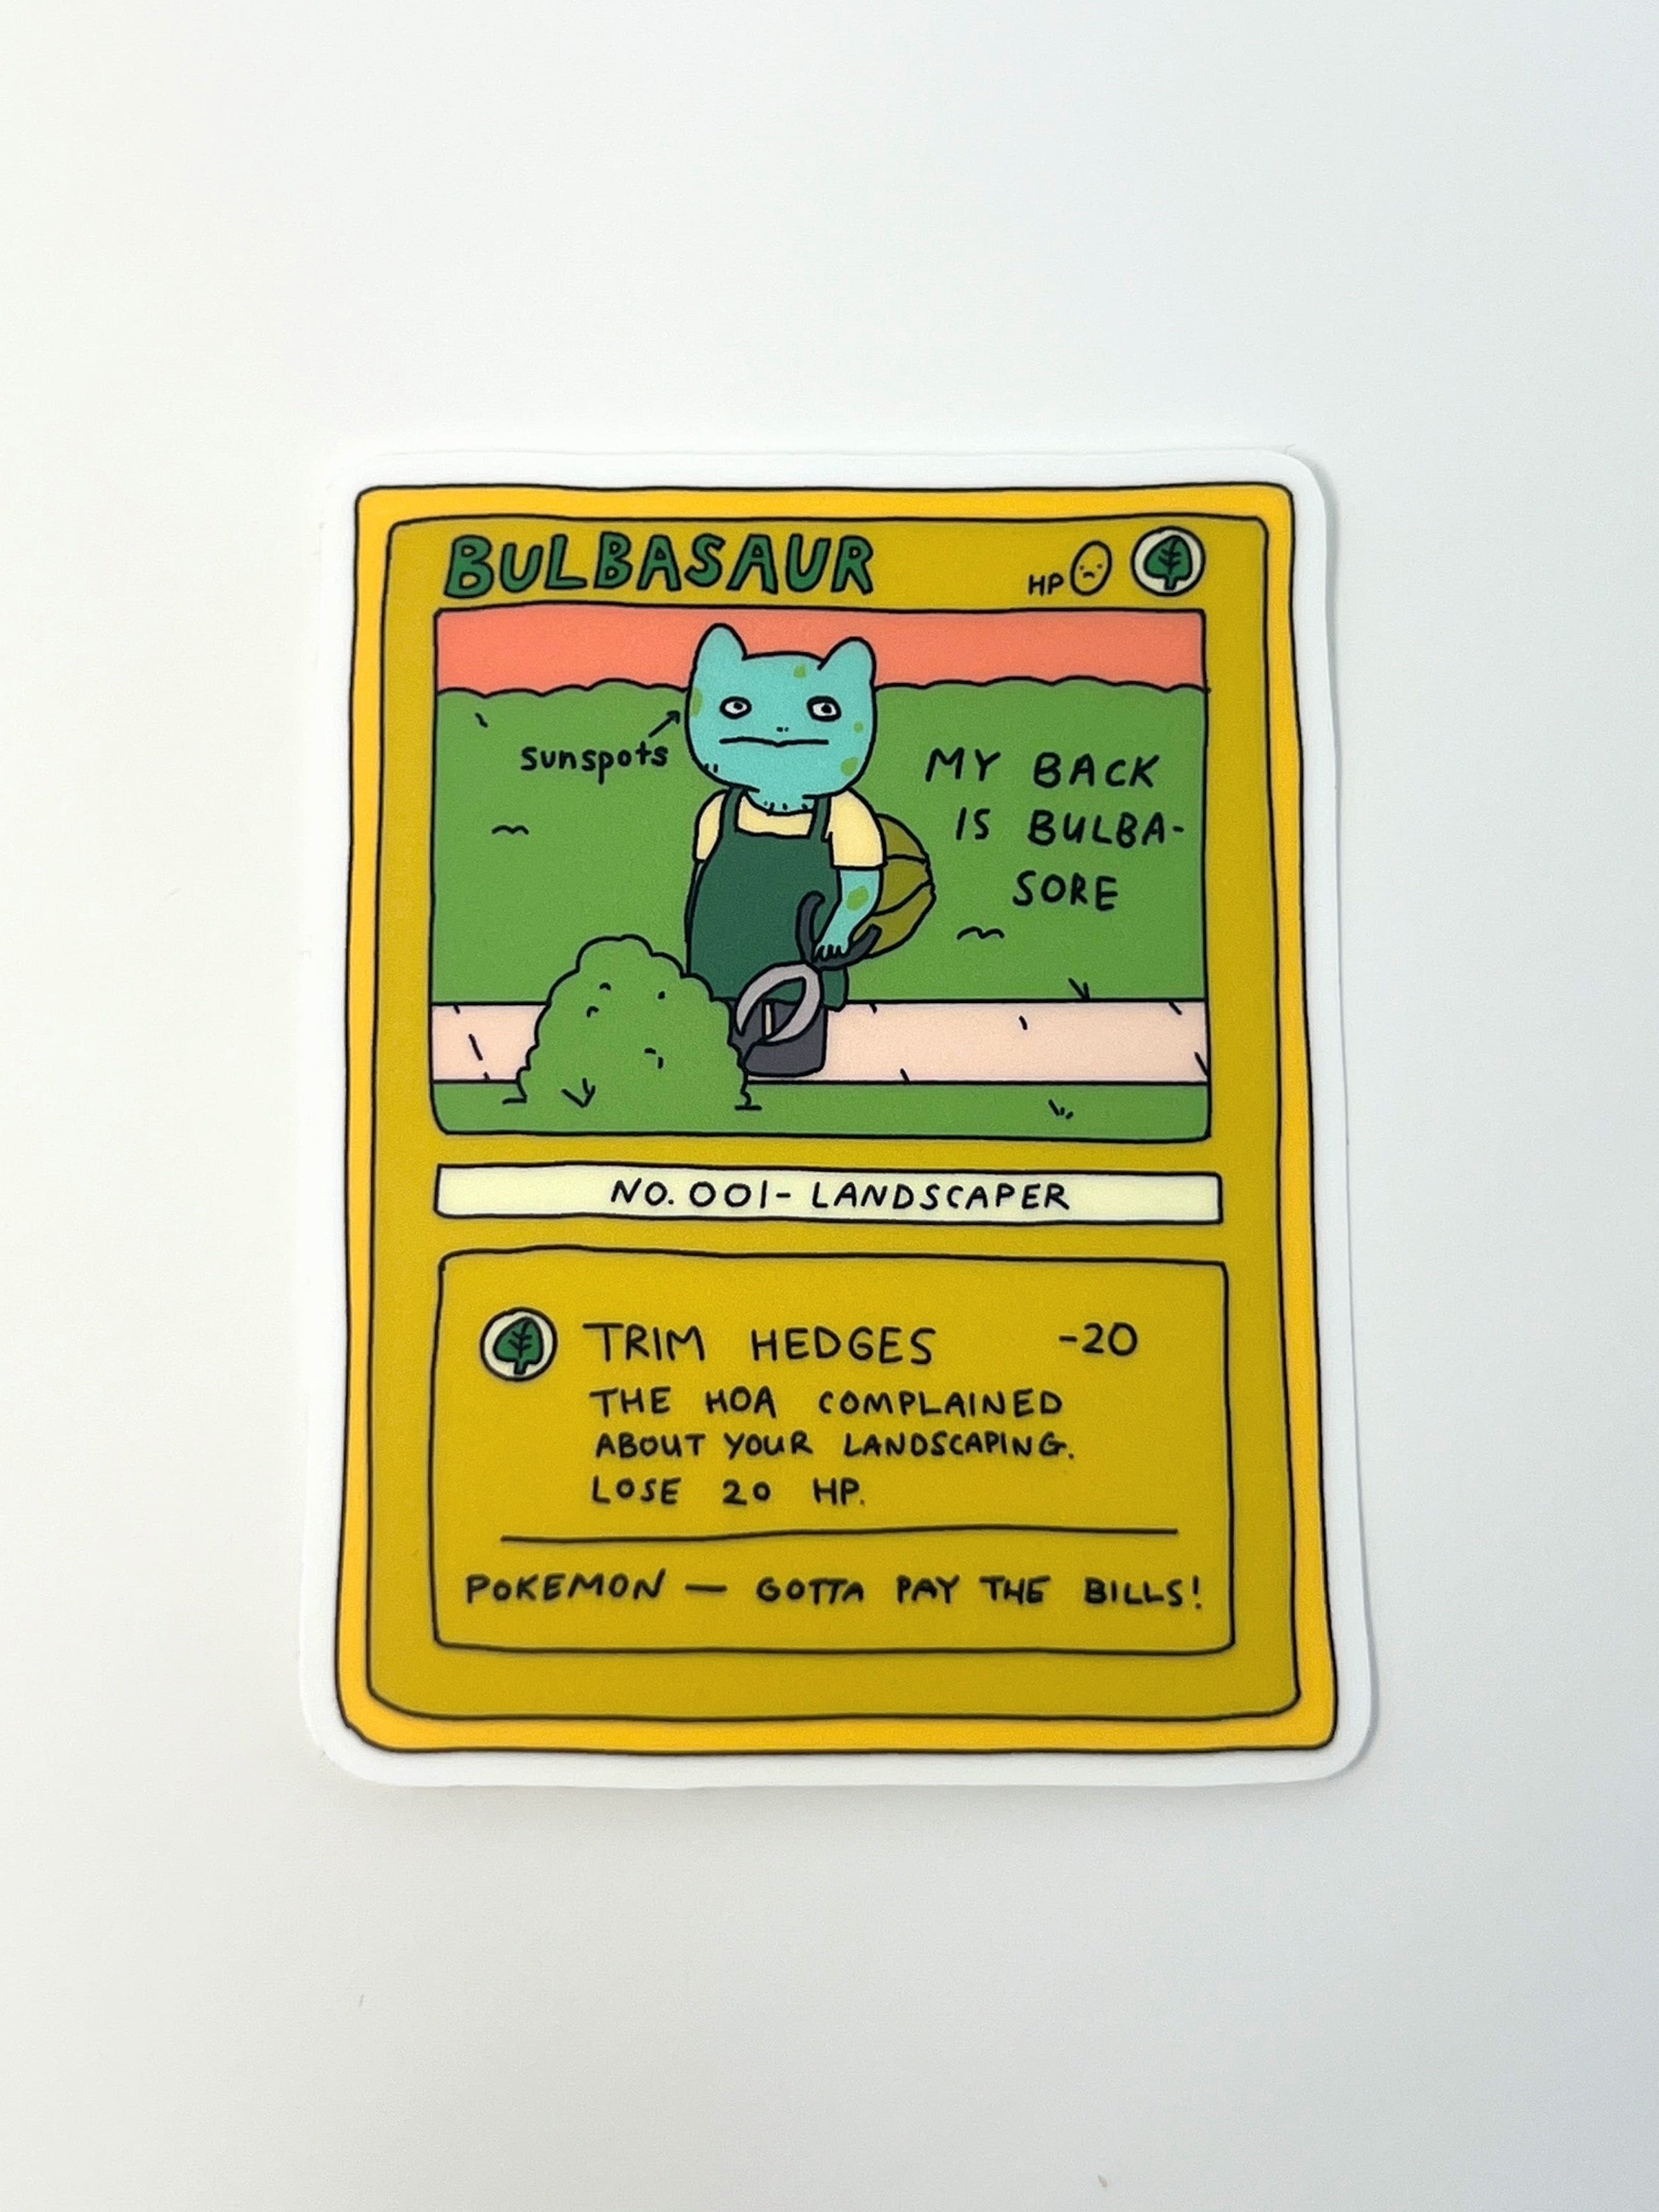 BULBASAUR
HP
sunspots
MY BACK
IS BULBA-
SORE
NO. 001- LANDSCAPER
TRIM HEDGES -20
THE HOA COMPLAINED
ABOUT YOUR LANDSCAPING.
LOSE 20 HP.
POKEMON — GOTTA PAY THE BILLS!